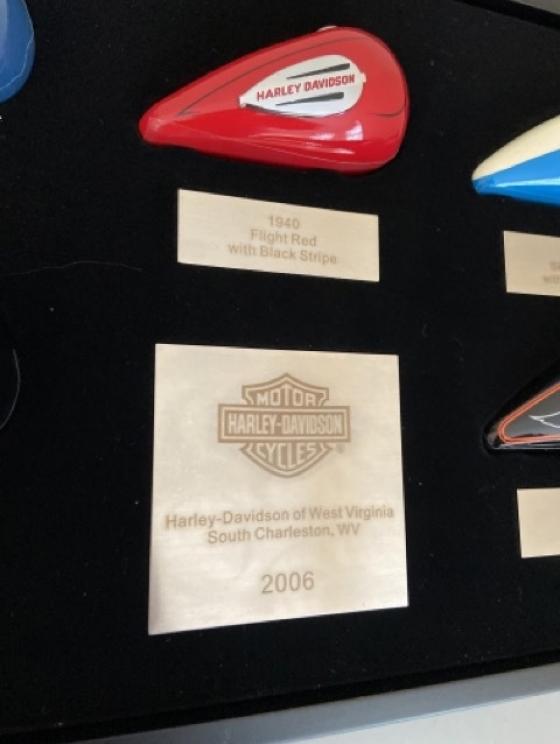 HARLEY-DAVIDSON
1940
Flight Red
with Black Stripe
MOTOR
HARLEY-DAVIDSON
CYCLES
®
Harley-Davidson of West Virginia
South Charleston, WV
2006